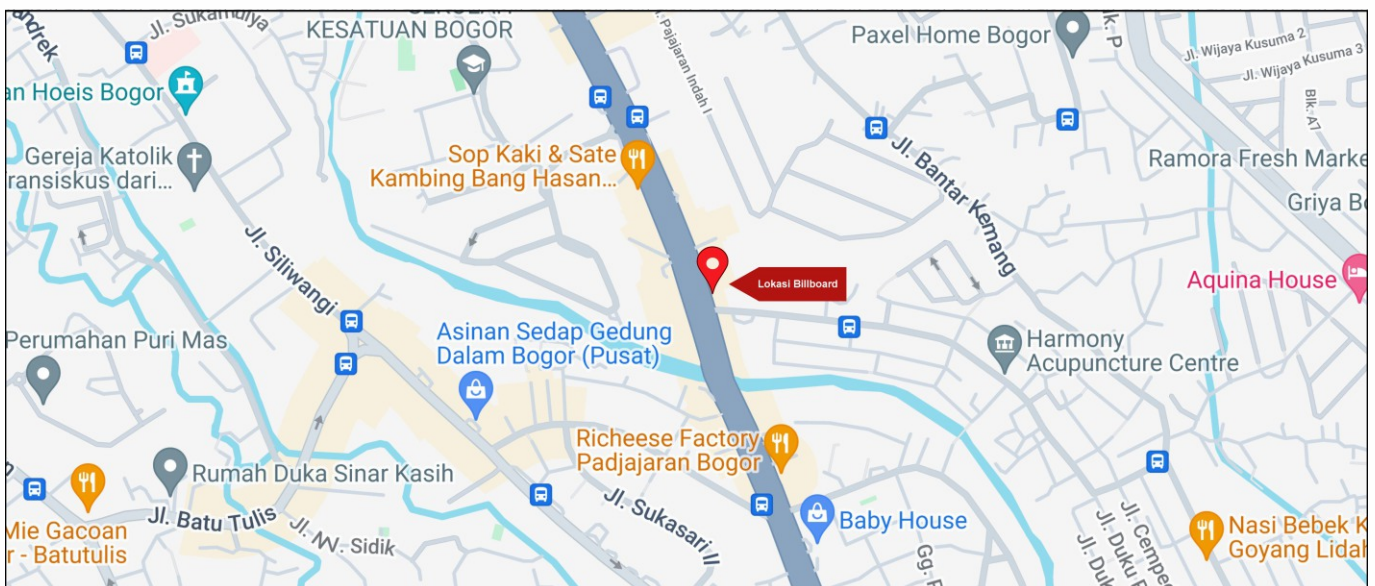 Jl. Sukamulya
KESATUAN BOGOR
Jl. Pajajaran Indah I
Paxel Home Bogor
Blk. P
Jl. Wijaya Kusuma 2
Jl. Wijaya Kusuma 3
Blk. A7
an Hoeis Bogor
Gereja Katolik
ransiskus dari...
Sop Kaki & Sate
Kambing Bang Hasan...
Jl. Bantar Kemang
Ramora Fresh Marke
Griya B
Jl. Siliwangi
Lokasi Billboard
Aquina House
Perumahan Puri Mas
Asinan Sedap Gedung
Dalam Bogor (Pusat)
Harmony
Acupuncture Centre
Richeese Factory
Padjajaran Bogor
Rumah Duka Sinar Kasih
Jl. Batu Tulis
Jl. Sukasari II
Baby House
Mie Gacoan
r - Batutulis
Nasi Bebek K
Goyang Lidah